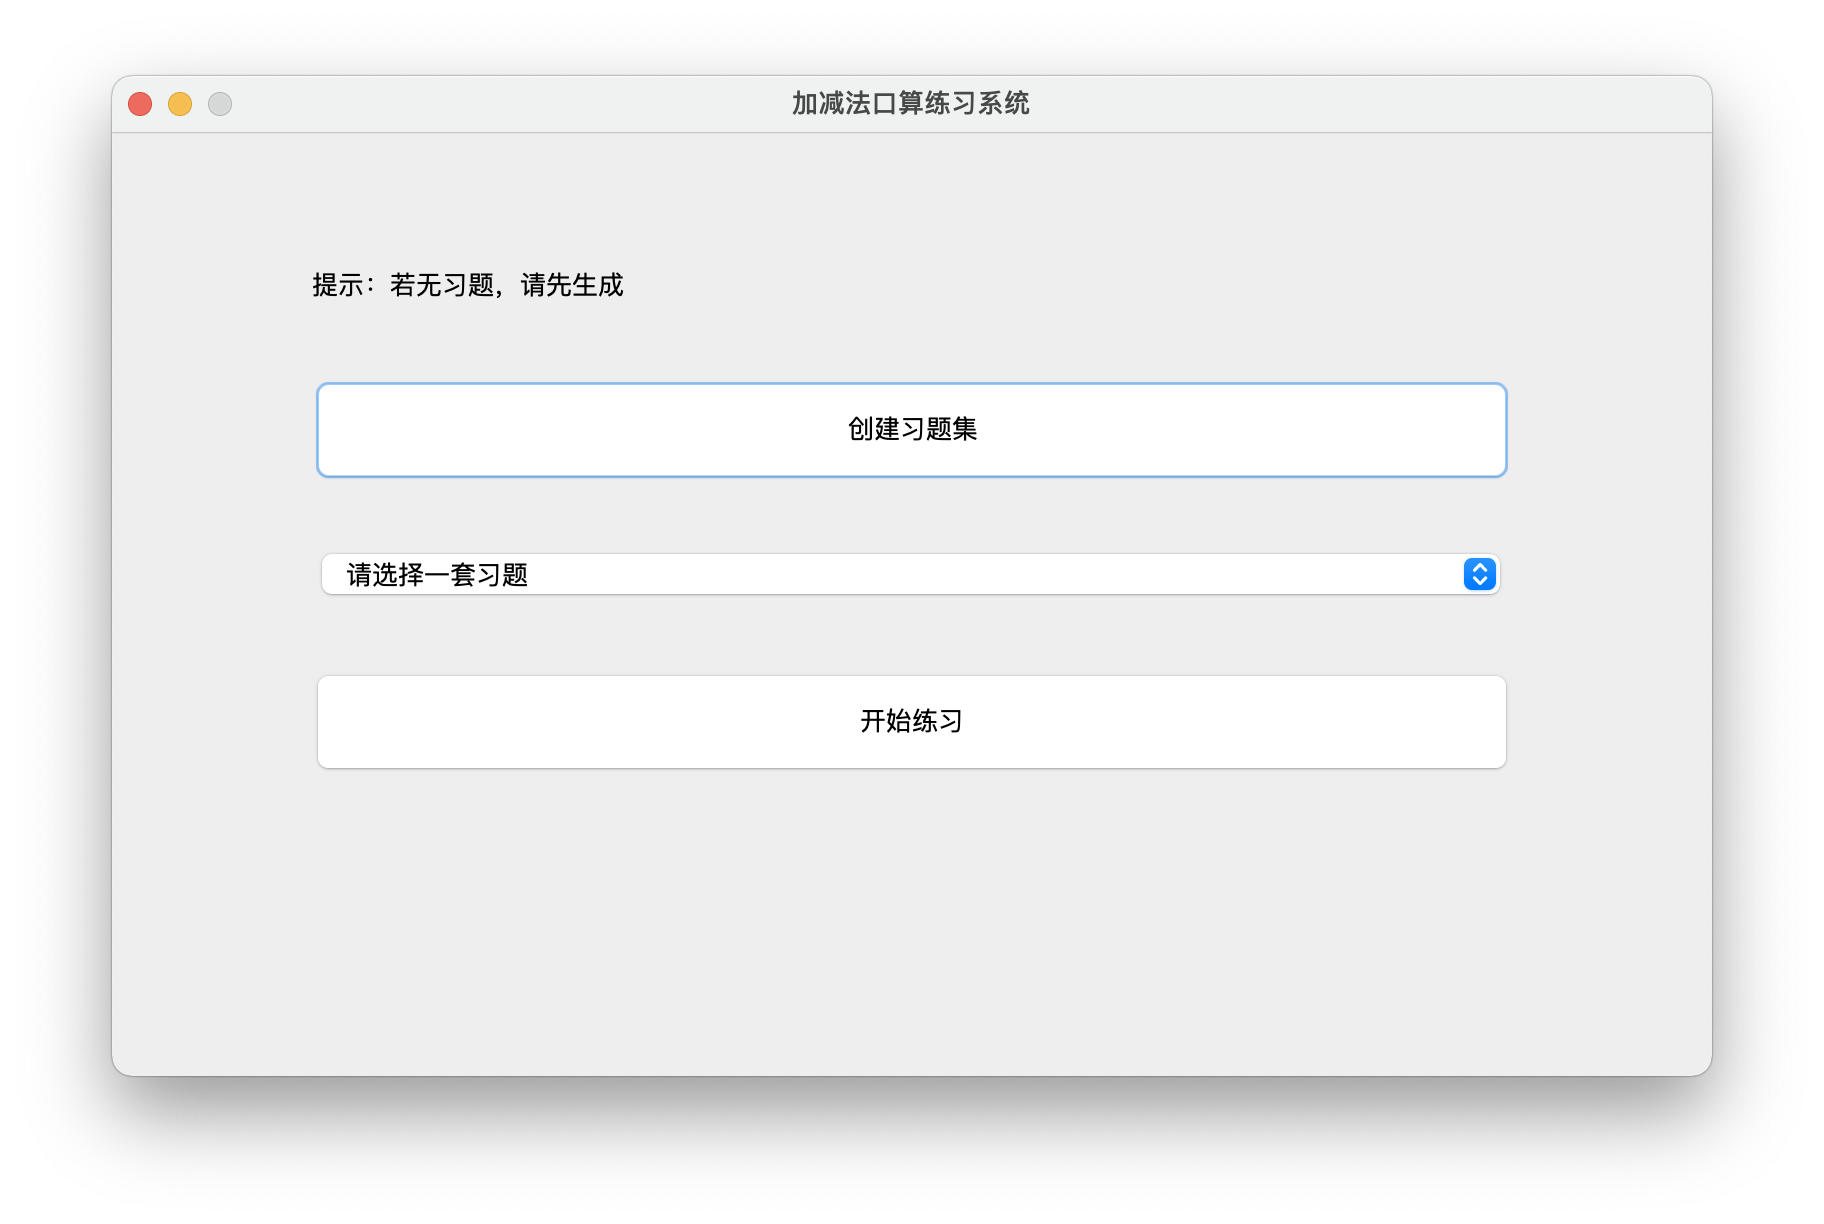 加减法口算练习系统
提示：若无习题，请先生成
创建习题集
请选择一套习题
开始练习